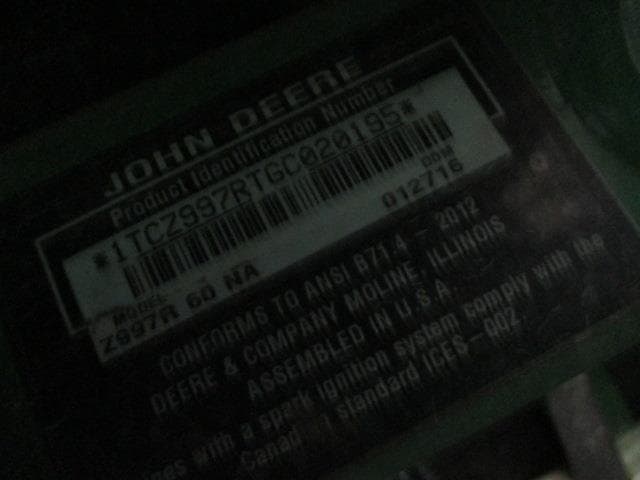 JOHN DEERE
Product Identification Number
*1TCZ997RTGC020195*
MODEL DOM
Z997R 60 NA 012716
CONFORMS TO ANSI B71.4 - 2012
DEERE & COMPANY MOLINE, ILLINOIS
ASSEMBLED IN U.S.A.
with a spark ignition system comply with the
standard ICES-002.